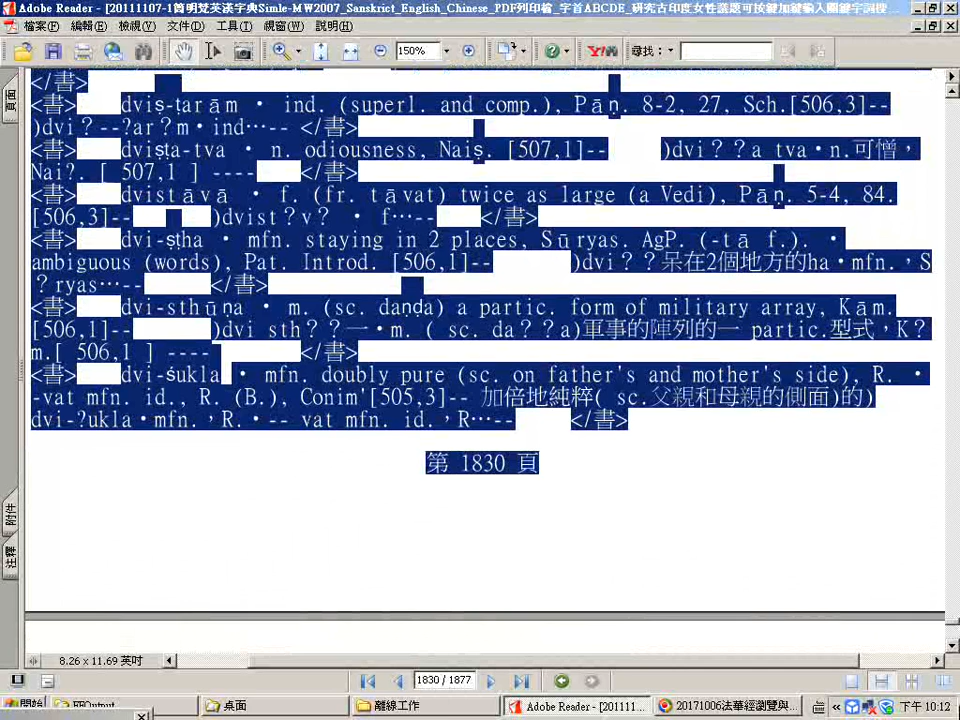 Adobe Reader - [20111107-1簡明梵英漢字典Simle-MW2007_Sanskrict_English_Chinese_PDF列印檔_字首ABCDE_研究古印度女性議題可按鍵加鍵輸入關鍵字詞搜...
檔案(F) 編輯(E) 檢視(V) 文件(D) 工具(T) 視窗(W) 說明(H)
150% 尋找：
頁面
</書>
<書> dviṣ-ṭarām · ind. (superl. and comp.), Pāṇ. 8-2, 27, Sch.[506,3]--
)dvi？--?ar？m·ind…-- </書>
<書> dviṣṭa-tva · n. odiousness, Naiṣ. [507,1]-- )dvi？？a tva·n.可憎，
Nai?. [ 507,1 ] ---- </書>
<書> dvistāvā · f. (fr. tāvat) twice as large (a Vedi), Pāṇ. 5-4, 84.
[506,3]-- )dvist？v？ · f…-- </書>
<書> dvi-ṣṭha · mfn. staying in 2 places, Sūryas. AgP. (-tā f.). ·
ambiguous (words), Pat. Introd. [506,1]-- )dvi？？呆在2個地方的ha·mfn.，S
？ryas…-- </書>
<書> dvi-sthūṇa · m. (sc. daṇḍa) a partic. form of military array, Kām.
[506,1]-- )dvi sth？？一·m. ( sc. da？？a)軍事的陣列的一 partic.型式，K？
m.[ 506,1 ] ---- </書>
<書> dvi-śukla · mfn. doubly pure (sc. on father's and mother's side), R. ·
-vat mfn. id., R. (B.), Conim'[505,3]-- 加倍地純粹( sc.父親和母親的側面)的)
dvi-?ukla·mfn.，R.·-- vat mfn. id.，R…-- </書>
第 1830 頁
附件
注釋
8.26 x 11.69 英吋
1830 / 1877
開始 FFOutput 桌面 離線工作 Adobe Reader - [201111... 20171006法華經瀏覽與... 下午 10:12